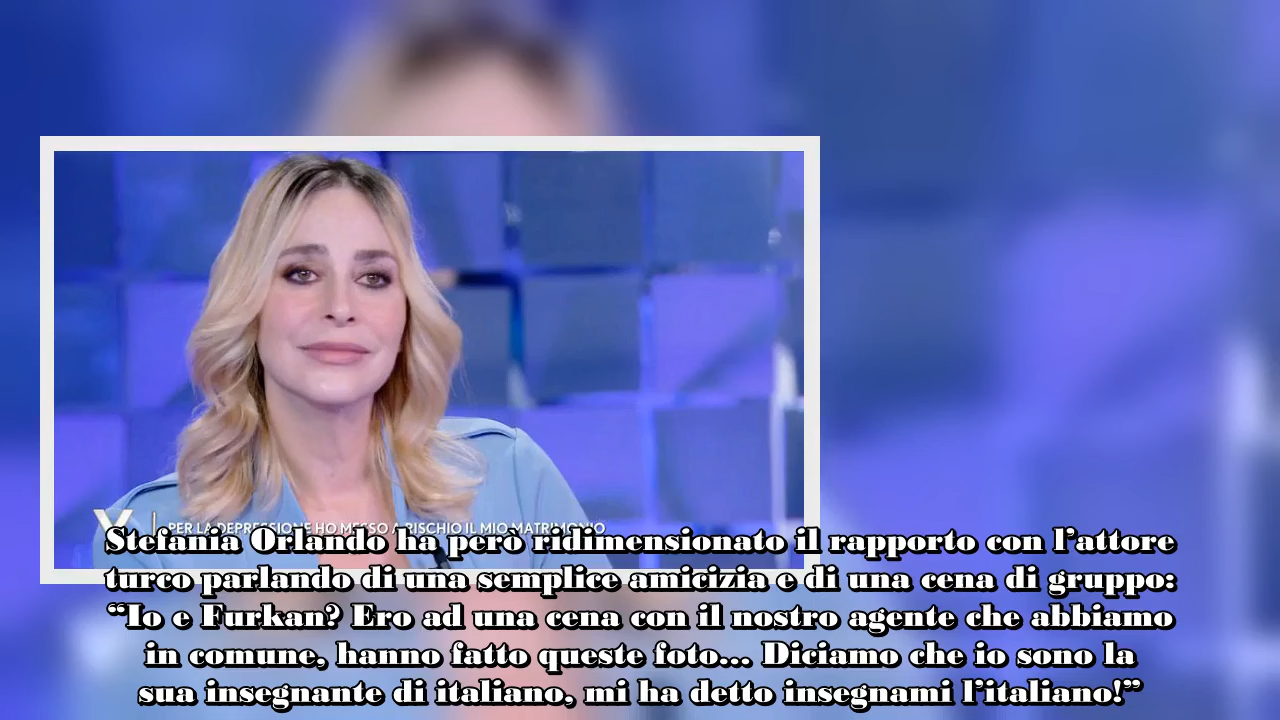 PER LA DEPRESSIONE HO MESSO A RISCHIO IL MIO MATRIMONIO
Stefania Orlando ha però ridimensionato il rapporto con l’attore
turco parlando di una semplice amicizia e di una cena di gruppo:
“Io e Furkan? Ero ad una cena con il nostro agente che abbiamo
in comune, hanno fatto queste foto... Diciamo che io sono la
sua insegnante di italiano, mi ha detto insegnami l’italiano!”